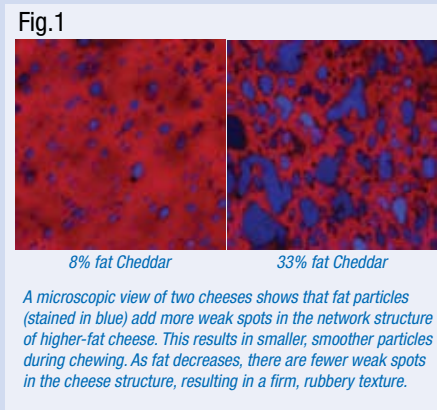 Fig.1
8% fat Cheddar
33% fat Cheddar
A microscopic view of two cheeses shows that fat particles
(stained in blue) add more weak spots in the network structure
of higher-fat cheese. This results in smaller, smoother particles
during chewing. As fat decreases, there are fewer weak spots
in the cheese structure, resulting in a firm, rubbery texture.